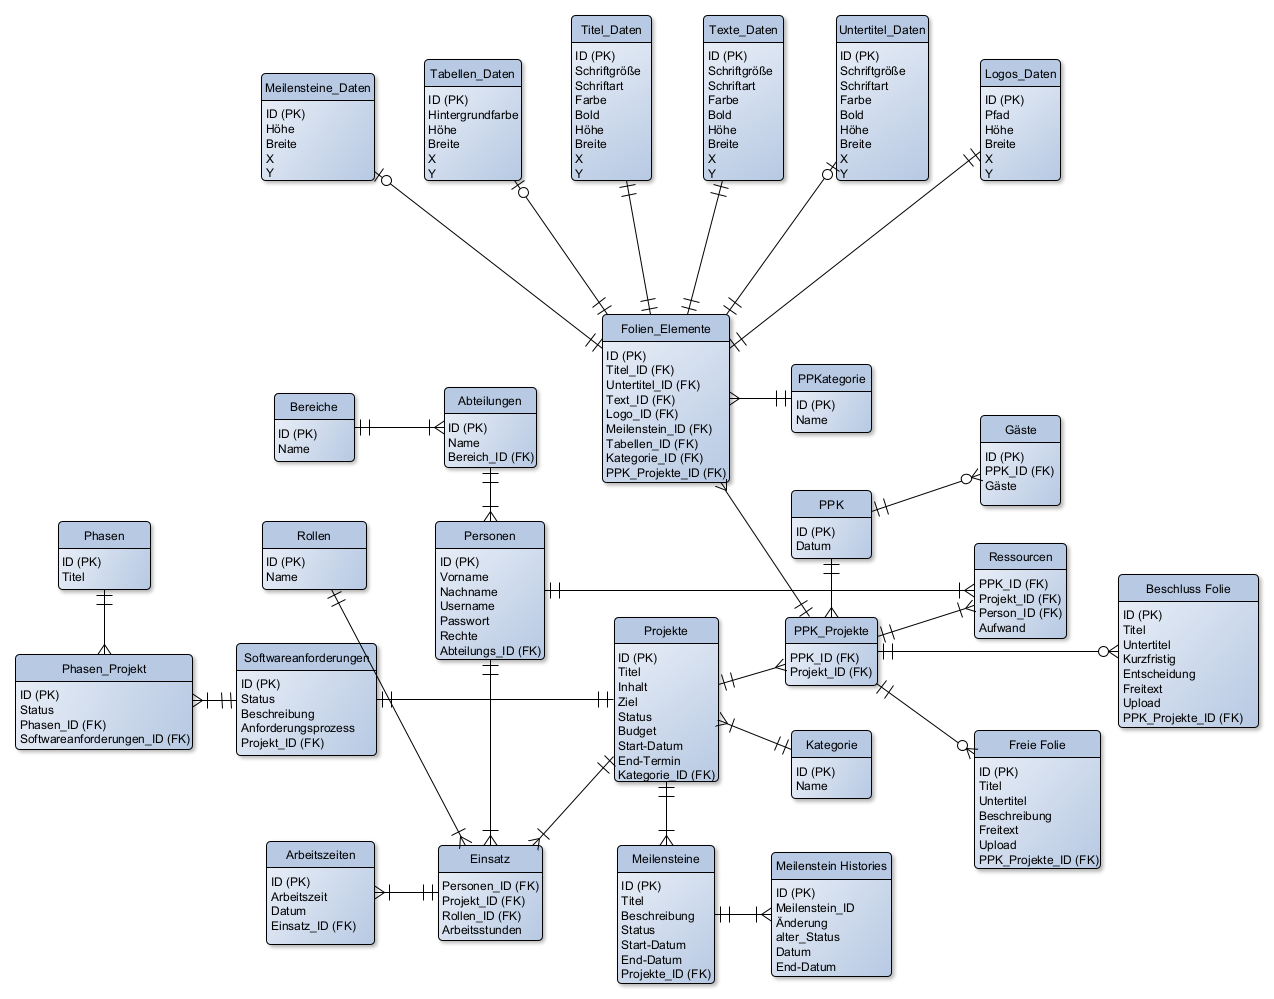 Meilensteine_Daten
ID (PK)
Höhe
Breite
X
Y
Tabellen_Daten
ID (PK)
Hintergrundfarbe
Höhe
Breite
X
Y
Titel_Daten
ID (PK)
Schriftgröße
Schriftart
Farbe
Bold
Höhe
Breite
X
Y
Texte_Daten
ID (PK)
Schriftgröße
Schriftart
Farbe
Bold
Höhe
Breite
X
Y
Untertitel_Daten
ID (PK)
Schriftgröße
Schriftart
Farbe
Bold
Höhe
Breite
X
Y
Logos_Daten
ID (PK)
Pfad
Höhe
Breite
X
Y
Folien_Elemente
ID (PK)
Titel_ID (FK)
Untertitel_ID (FK)
Text_ID (FK)
Logo_ID (FK)
Meilenstein_ID (FK)
Tabellen_ID (FK)
Kategorie_ID (FK)
PPK_Projekte_ID (FK)
PPKategorie
ID (PK)
Name
Bereiche
ID (PK)
Name
Abteilungen
ID (PK)
Name
Bereich_ID (FK)
Gäste
ID (PK)
PPK_ID (FK)
Gäste
PPK
ID (PK)
Datum
Phasen
ID (PK)
Titel
Rollen
ID (PK)
Name
Personen
ID (PK)
Vorname
Nachname
Username
Passwort
Rechte
Abteilungs_ID (FK)
Ressourcen
PPK_ID (FK)
Projekt_ID (FK)
Person_ID (FK)
Aufwand
Beschluss Folie
ID (PK)
Titel
Untertitel
Kurzfristig
Entscheidung
Freitext
Upload
PPK_Projekte_ID (FK)
Phasen_Projekt
ID (PK)
Status
Phasen_ID (FK)
Softwareanforderungen_ID (FK)
Softwareanforderungen
ID (PK)
Status
Beschreibung
Anforderungsprozess
Projekt_ID (FK)
Projekte
ID (PK)
Titel
Inhalt
Ziel
Status
Budget
Start-Datum
End-Termin
Kategorie_ID (FK)
PPK_Projekte
PPK_ID (FK)
Projekt_ID (FK)
Kategorie
ID (PK)
Name
Freie Folie
ID (PK)
Titel
Untertitel
Beschreibung
Freitext
Upload
PPK_Projekte_ID (FK)
Arbeitszeiten
ID (PK)
Arbeitszeit
Datum
Einsatz_ID (FK)
Einsatz
Personen_ID (FK)
Projekt_ID (FK)
Rollen_ID (FK)
Arbeitsstunden
Meilensteine
ID (PK)
Titel
Beschreibung
Status
Start-Datum
End-Datum
Projekte_ID (FK)
Meilenstein Histories
ID (PK)
Meilenstein_ID
Änderung
alter_Status
Datum
End-Datum